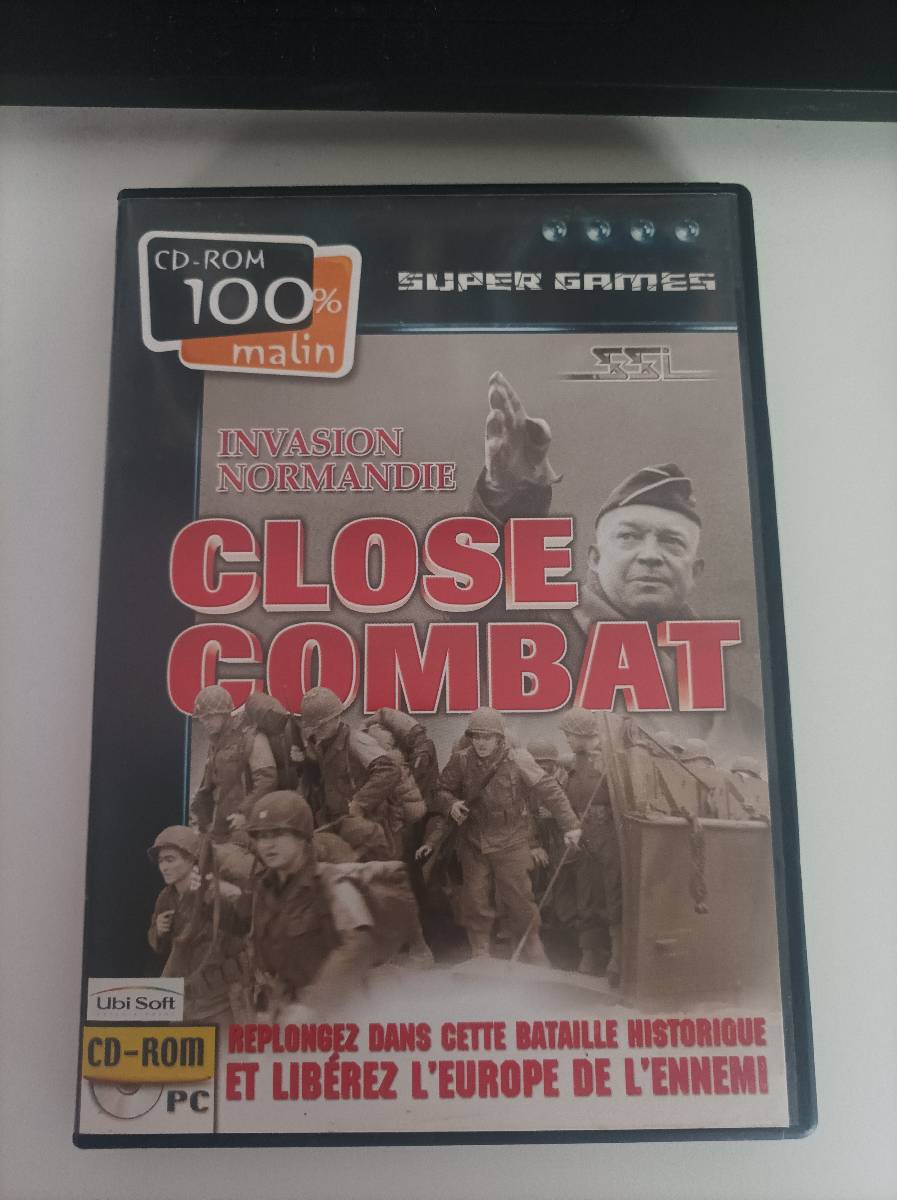 CD-ROM
100%
malin
SUPER GAMES
SSi
INVASION
NORMANDIE
CLOSE
COMBAT
Ubi Soft
CD-ROM
PC
REPLONGEZ DANS CETTE BATAILLE HISTORIQUE
ET LIBÉREZ L'EUROPE DE L'ENNEMI